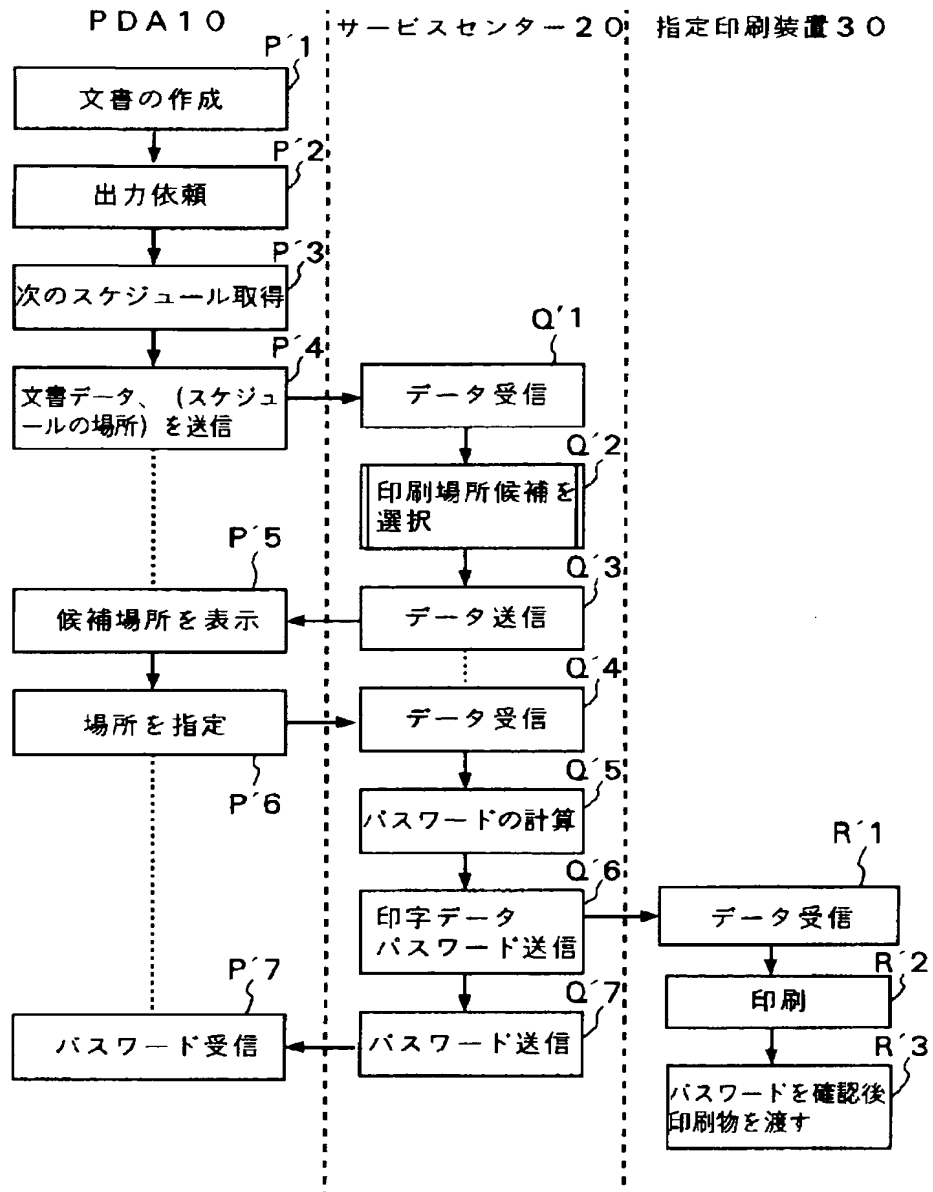 PDA10
サービスセンター20
指定印刷装置30
P´1
文書の作成
P´2
出力依頼
P´3
次のスケジュール取得
P´4
文書データ、(スケジュ
ールの場所)を送信
Q´1
データ受信
Q´2
印刷場所候補を
選択
Q´3
データ送信
P´5
候補場所を表示
Q´4
データ受信
場所を指定
P´6
Q´5
パスワードの計算
Q´6
印字データ
パスワード送信
R´1
データ受信
R´2
印刷
Q´7
パスワード送信
P´7
パスワード受信
R´3
パスワードを確認後
印刷物を渡す